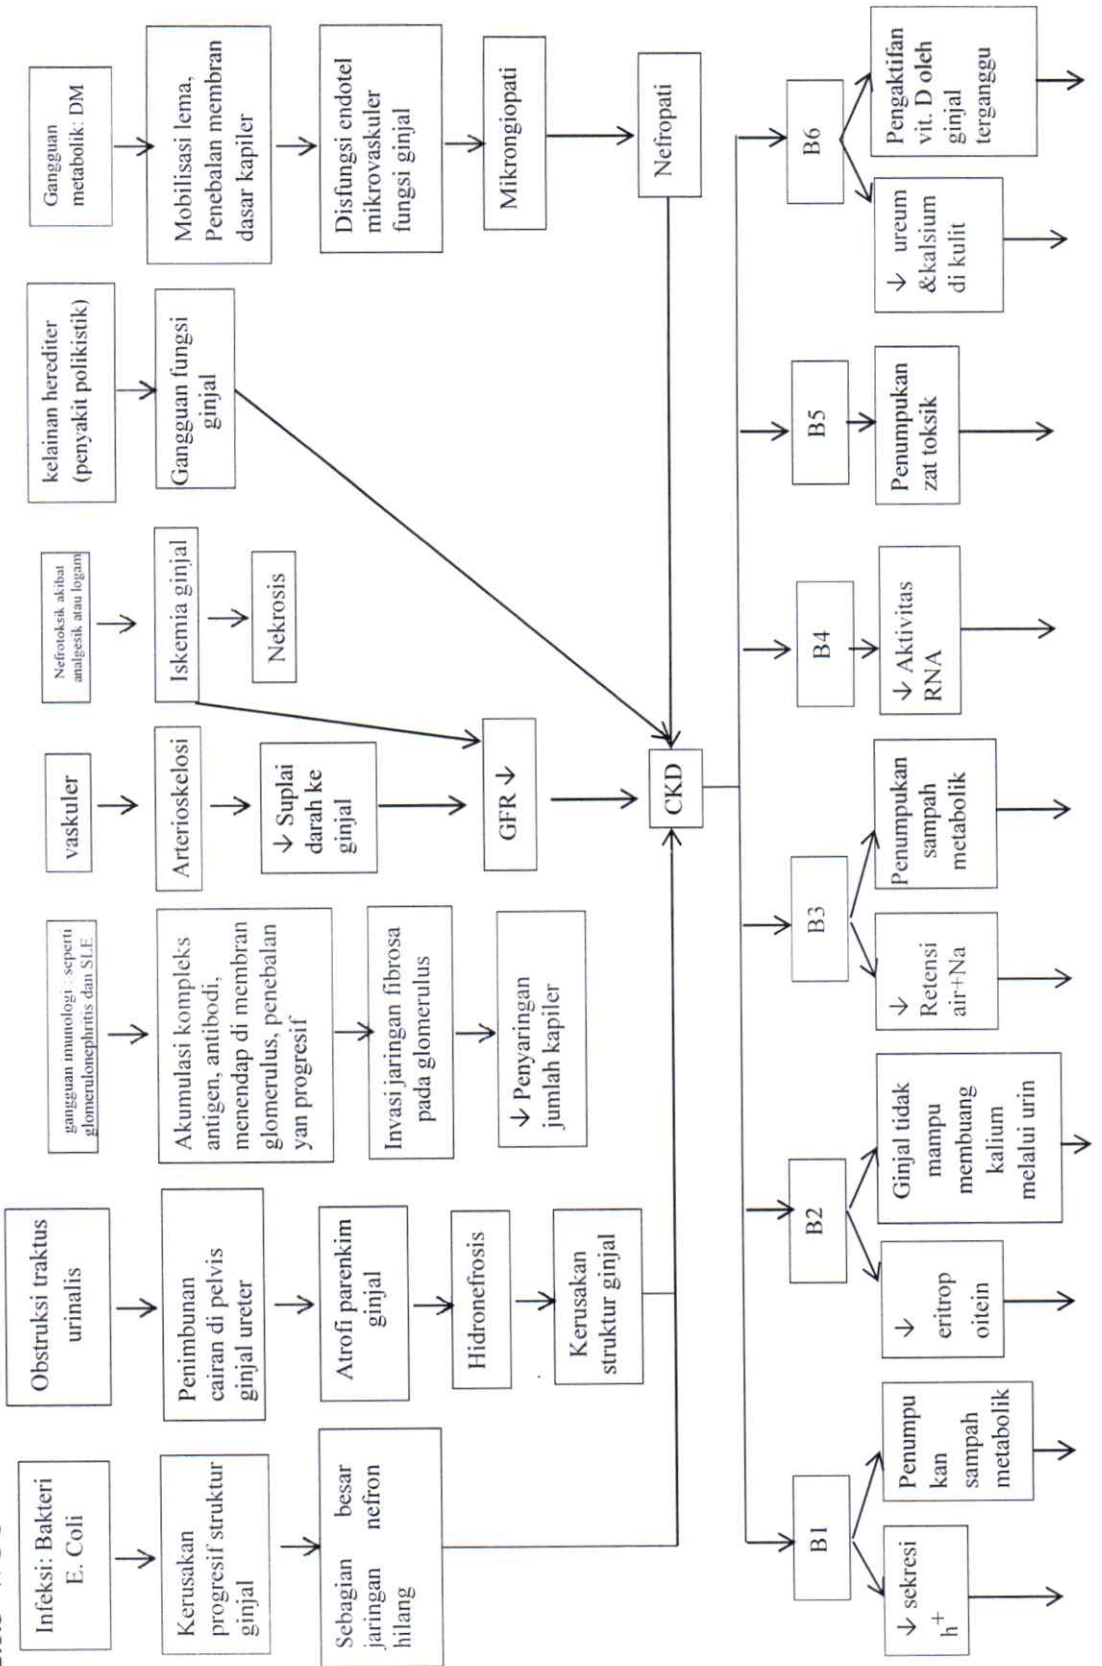 Infeksi: Bakteri
E. Coli
Kerusakan
progresif struktur
ginjal
Sebagian besar
jaringan nefron
hilang
Obstruksi traktus
urinalis
Penimbunan
cairan di pelvis
ginjal ureter
Atrofi parenkim
ginjal
Hidronefrosis
Kerusakan
struktur ginjal
gangguan imunologi : seperti
glomerulonephritis dan SLE
Akumulasi kompleks
antigen, antibodi,
menendap di membran
glomerulus, penebalan
yan progresif
Invasi jaringan fibrosa
pada glomerulus
↓ Penyaringan
jumlah kapiler
vaskuler
Arterioskelosi
↓ Suplai
darah ke
ginjal
GFR ↓
Nefrotoksik akibat
analgesik atau logam
Iskemia ginjal
Nekrosis
kelainan herediter
(penyakit polikistik)
Gangguan fungsi
ginjal
Gangguan
metabolik: DM
Mobilisasi lema,
Penebalan membran
dasar kapiler
Disfungsi endotel
mikrovaskuler
fungsi ginjal
Mikrongiopati
Nefropati
CKD
B1
↓ sekresi
h+
Penumpu
kan
sampah
metabolik
B2
↓
eritrop
oitein
Ginjal tidak
mampu
membuang
kalium
melalui urin
B3
↓
Retensi
air+Na
Penumpukan
sampah
metabolik
B4
↓ Aktivitas
RNA
B5
Penumpukan
zat toksik
B6
↓ ureum
&kalsium
di kulit
Pengaktifan
vit. D oleh
ginjal
terganggu